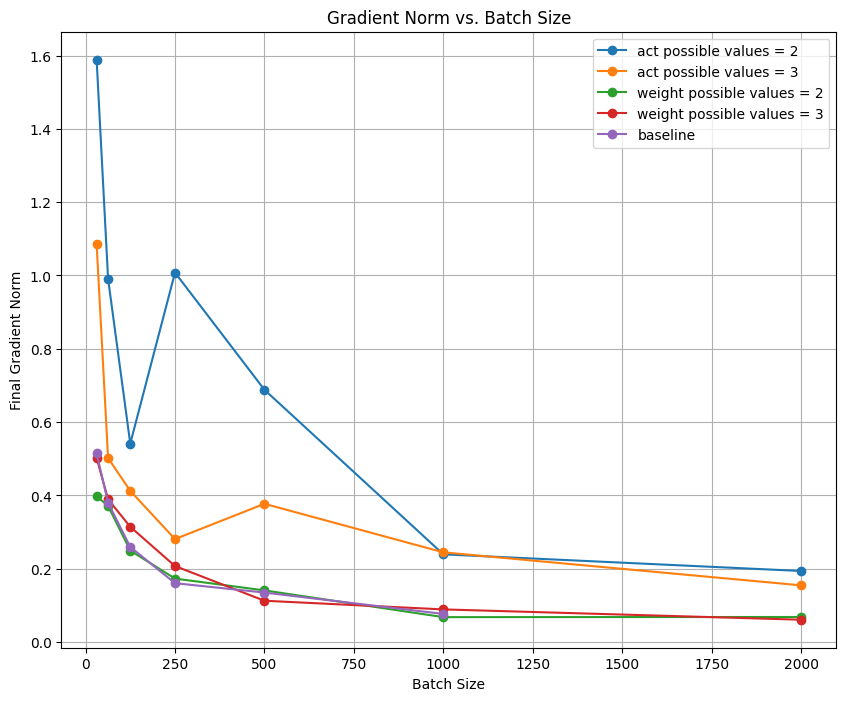 Gradient Norm vs. Batch Size
act possible values = 2
act possible values = 3
weight possible values = 2
weight possible values = 3
baseline
Final Gradient Norm
1.6
1.4
1.2
1.0
0.8
0.6
0.4
0.2
0.0
0 250 500 750 1000 1250 1500 1750 2000
Batch Size